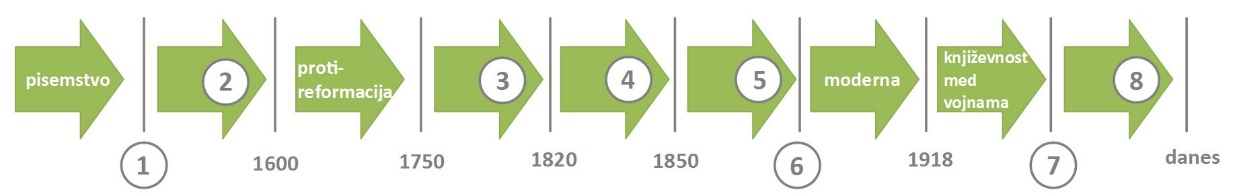 pisemstvo
2
proti-
reformacija
3
4
5
moderna
književnost
med
vojnama
8
1
1600
1750
1820
1850
6
1918
7
danes